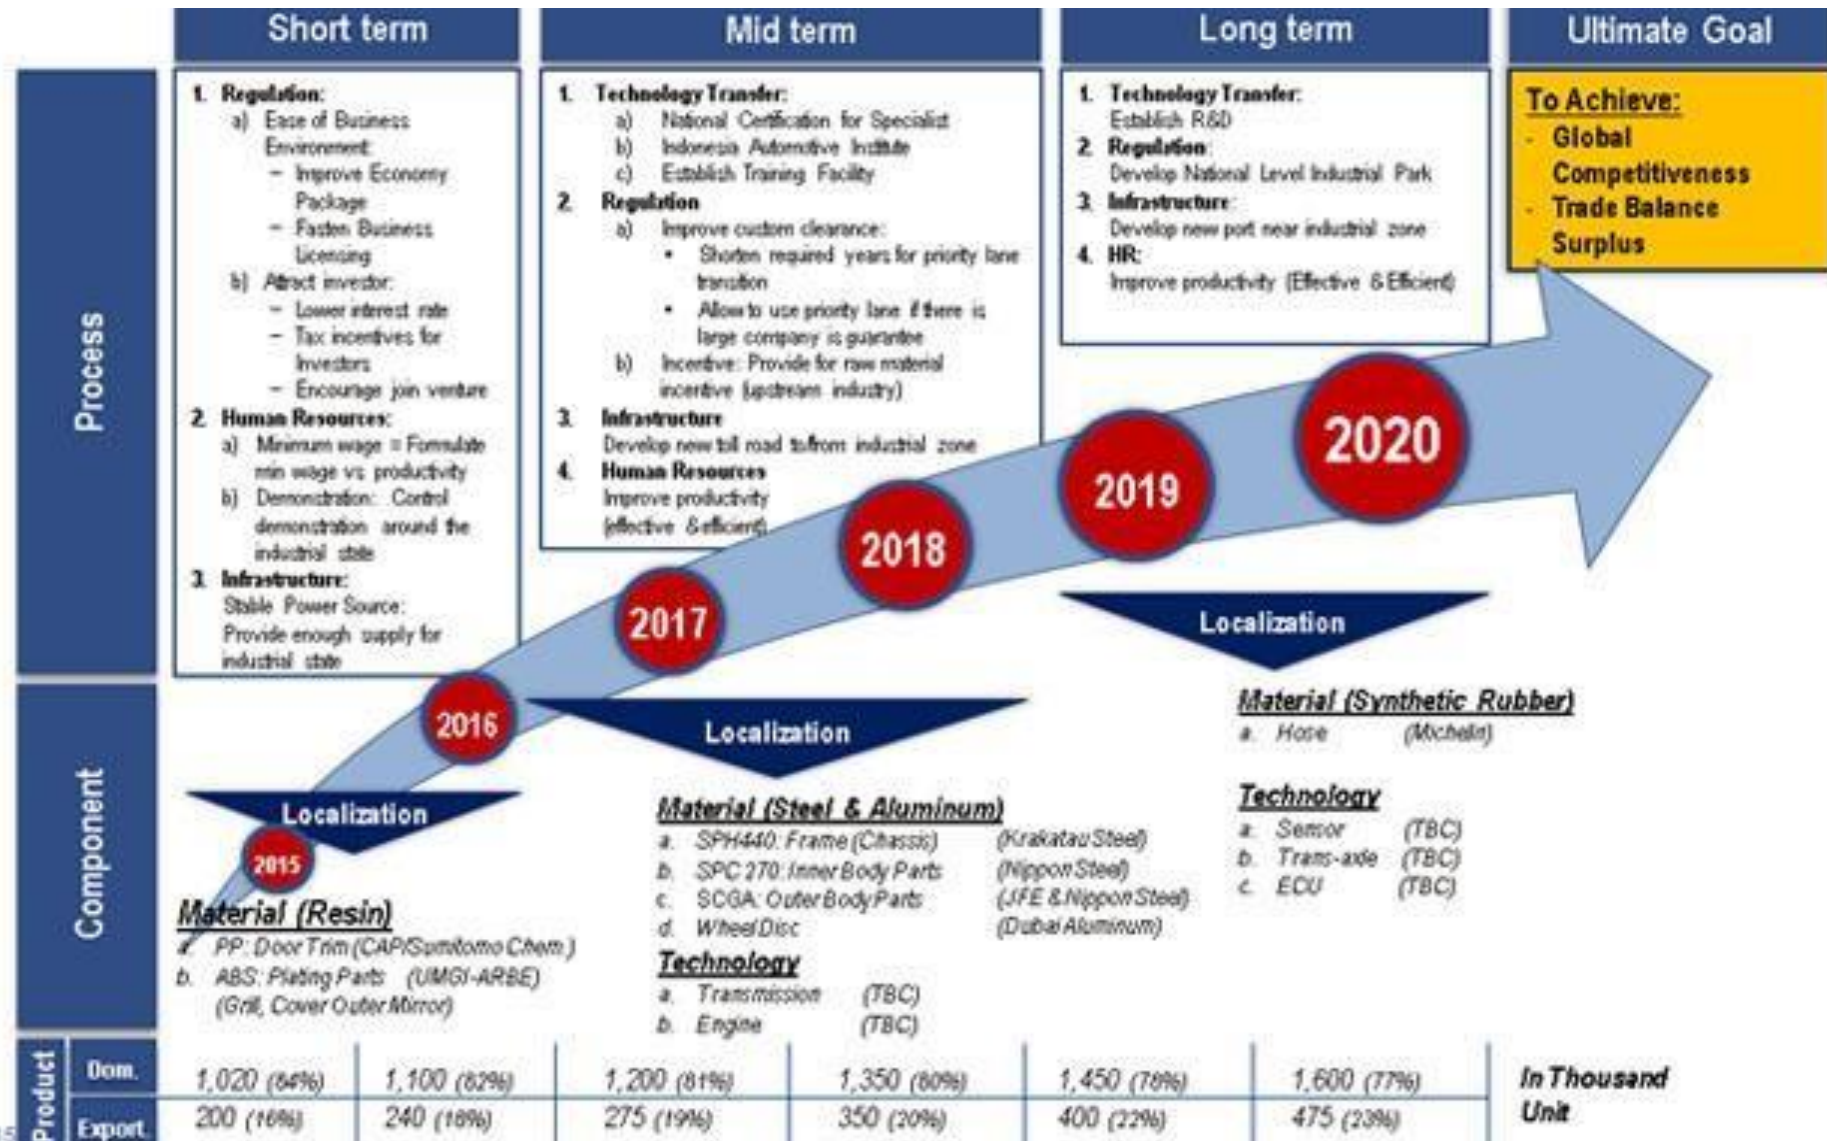 Short term
Mid term
Long term
Ultimate Goal
Process
1. Regulation:
a) Ease of Business
Environment:
- Improve Economy
Package
- Fasten Business
Licensing
b) Attract investor:
- Lower interest rate
- Tax incentives for
Investors
- Encourage join venture
2. Human Resources:
a) Minimum wage = Formulate
min wage vs productivity
b) Demonstration: Control
demonstration around the
industrial state
3. Infrastructure:
Stable Power Source:
Provide enough supply for
industrial state
1. Technology Transfer:
a) National Certification for Specialist
b) Indonesia Automotive Institute
c) Establish Training Facility
2. Regulation
a) Improve custom clearance:
• Shorten required years for priority lane
transition
• Allow to use priority lane if there is
large company is guarantee
b) Incentive: Provide for raw material
incentive (upstream industry)
3. Infrastructure
Develop new toll road to/from industrial zone
4. Human Resources
Improve productivity
(effective & efficient)
1. Technology Transfer:
Establish R&D
2. Regulation:
Develop National Level Industrial Park
3. Infrastructure:
Develop new port near industrial zone
4. HR:
Improve productivity (Effective & Efficient)
To Achieve:
- Global
Competitiveness
- Trade Balance
Surplus
2015
2016
2017
2018
2019
2020
Component
Localization
Material (Resin)
a. PP: Door Trim (CAP/Sumitomo Chem.)
b. ABS: Plating Parts (UMGI-ARBE)
(Grill, Cover Outer Mirror)
Localization
Material (Steel & Aluminum)
a. SPH440: Frame (Chassis) (Krakatau Steel)
b. SPC 270: Inner Body Parts (Nippon Steel)
c. SCGA: Outer Body Parts (JFE & Nippon Steel)
d. Wheel Disc (Dubai Aluminum)
Technology
a. Transmission (TBC)
b. Engine (TBC)
Localization
Material (Synthetic Rubber)
a. Hose (Michelin)
Technology
a. Sensor (TBC)
b. Trans-axle (TBC)
c. ECU (TBC)
Product
Dom. 1,020 (84%) 1,100 (82%) 1,200 (81%) 1,350 (80%) 1,450 (78%) 1,600 (77%)
Export. 200 (16%) 240 (18%) 275 (19%) 350 (20%) 400 (22%) 475 (23%)
In Thousand
Unit